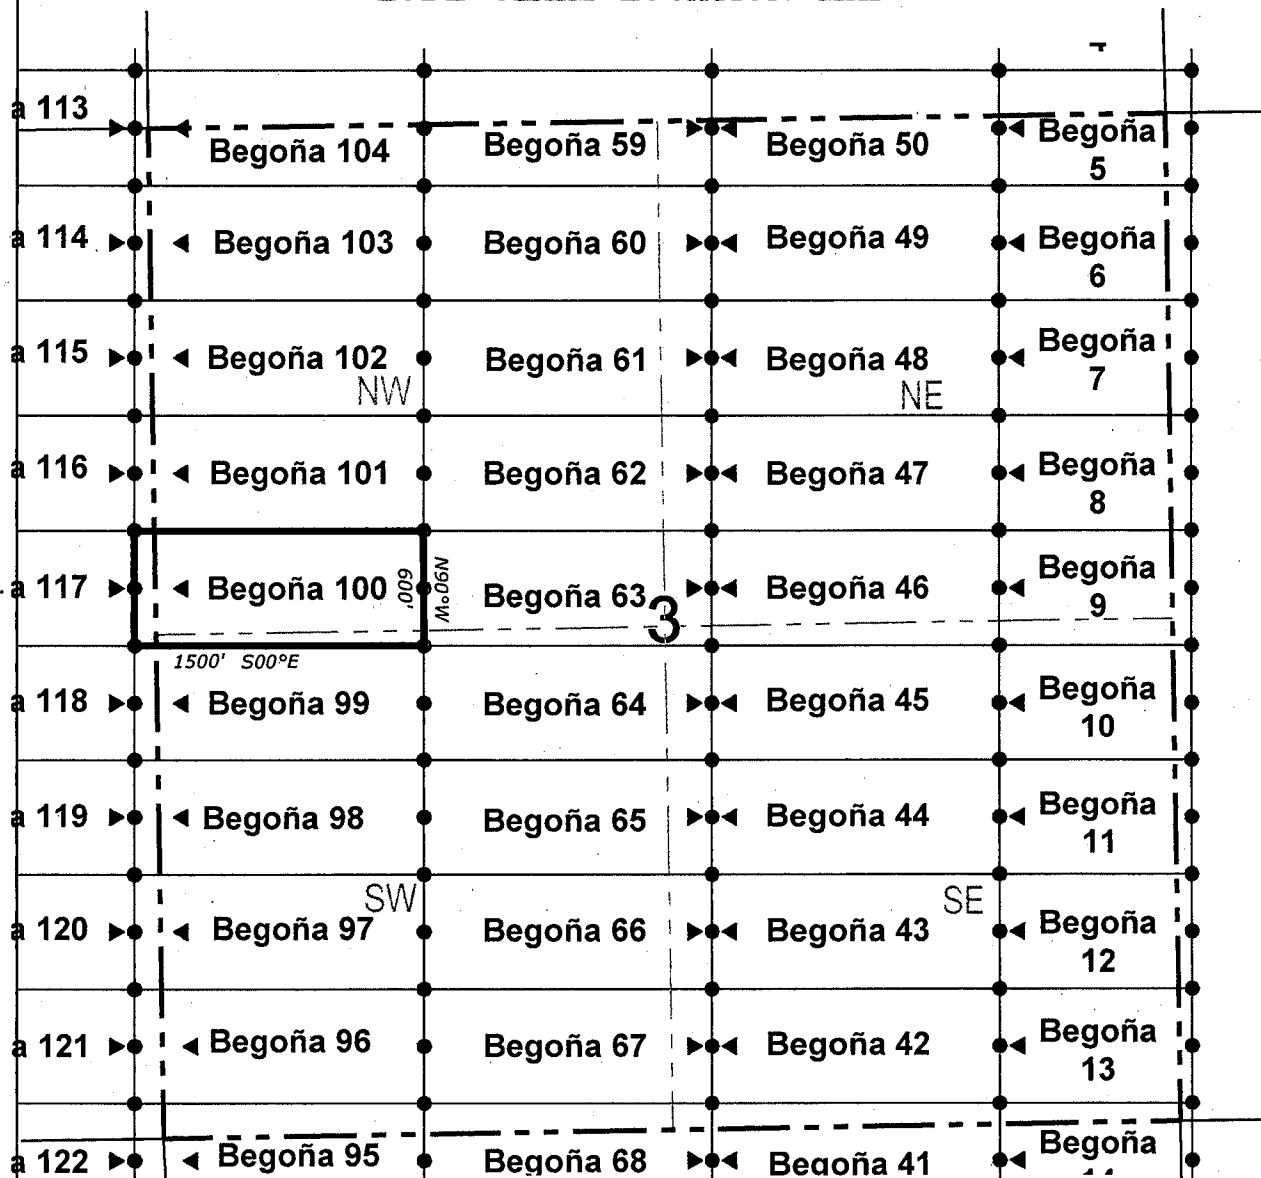 a 113
Begoña 104
Begoña 59
Begoña 50
Begoña
5
a 114
Begoña 103
Begoña 60
Begoña 49
Begoña
6
a 115
Begoña 102
Begoña 61
Begoña 48
Begoña
7
NW
NE
a 116
Begoña 101
Begoña 62
Begoña 47
Begoña
8
a 117
Begoña 100
600'
N90°W
Begoña 63
3
Begoña 46
Begoña
9
1500' S00°E
a 118
Begoña 99
Begoña 64
Begoña 45
Begoña
10
a 119
Begoña 98
Begoña 65
Begoña 44
Begoña
11
SW
SE
a 120
Begoña 97
Begoña 66
Begoña 43
Begoña
12
a 121
Begoña 96
Begoña 67
Begoña 42
Begoña
13
a 122
Begoña 95
Begoña 68
Begoña 41
Begoña